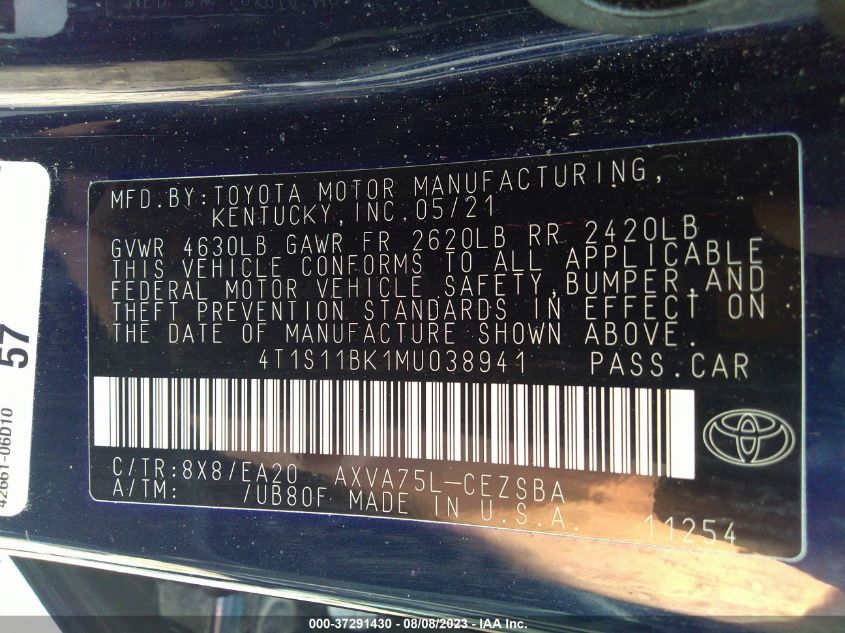 MFD.BY:TOYOTA MOTOR MANUFACTURING,
KENTUCKY,INC.05/21
GVWR 4630LB GAWR FR 2620LB RR 2420LB
THIS VEHICLE CONFORMS TO ALL APPLICABLE
FEDERAL MOTOR VEHICLE SAFETY,BUMPER,AND
THEFT PREVENTION STANDARDS IN EFFECT ON
THE DATE OF MANUFACTURE SHOWN ABOVE.
4T1S11BK1MU038941 PASS.CAR
C/TR:8X8/EA20 AXVA75L-CEZSBA
A/TM: /UB80F MADE IN U.S.A.
11254
57
42661-06D10
000-37291430 - 08/08/2023 - IAA Inc.